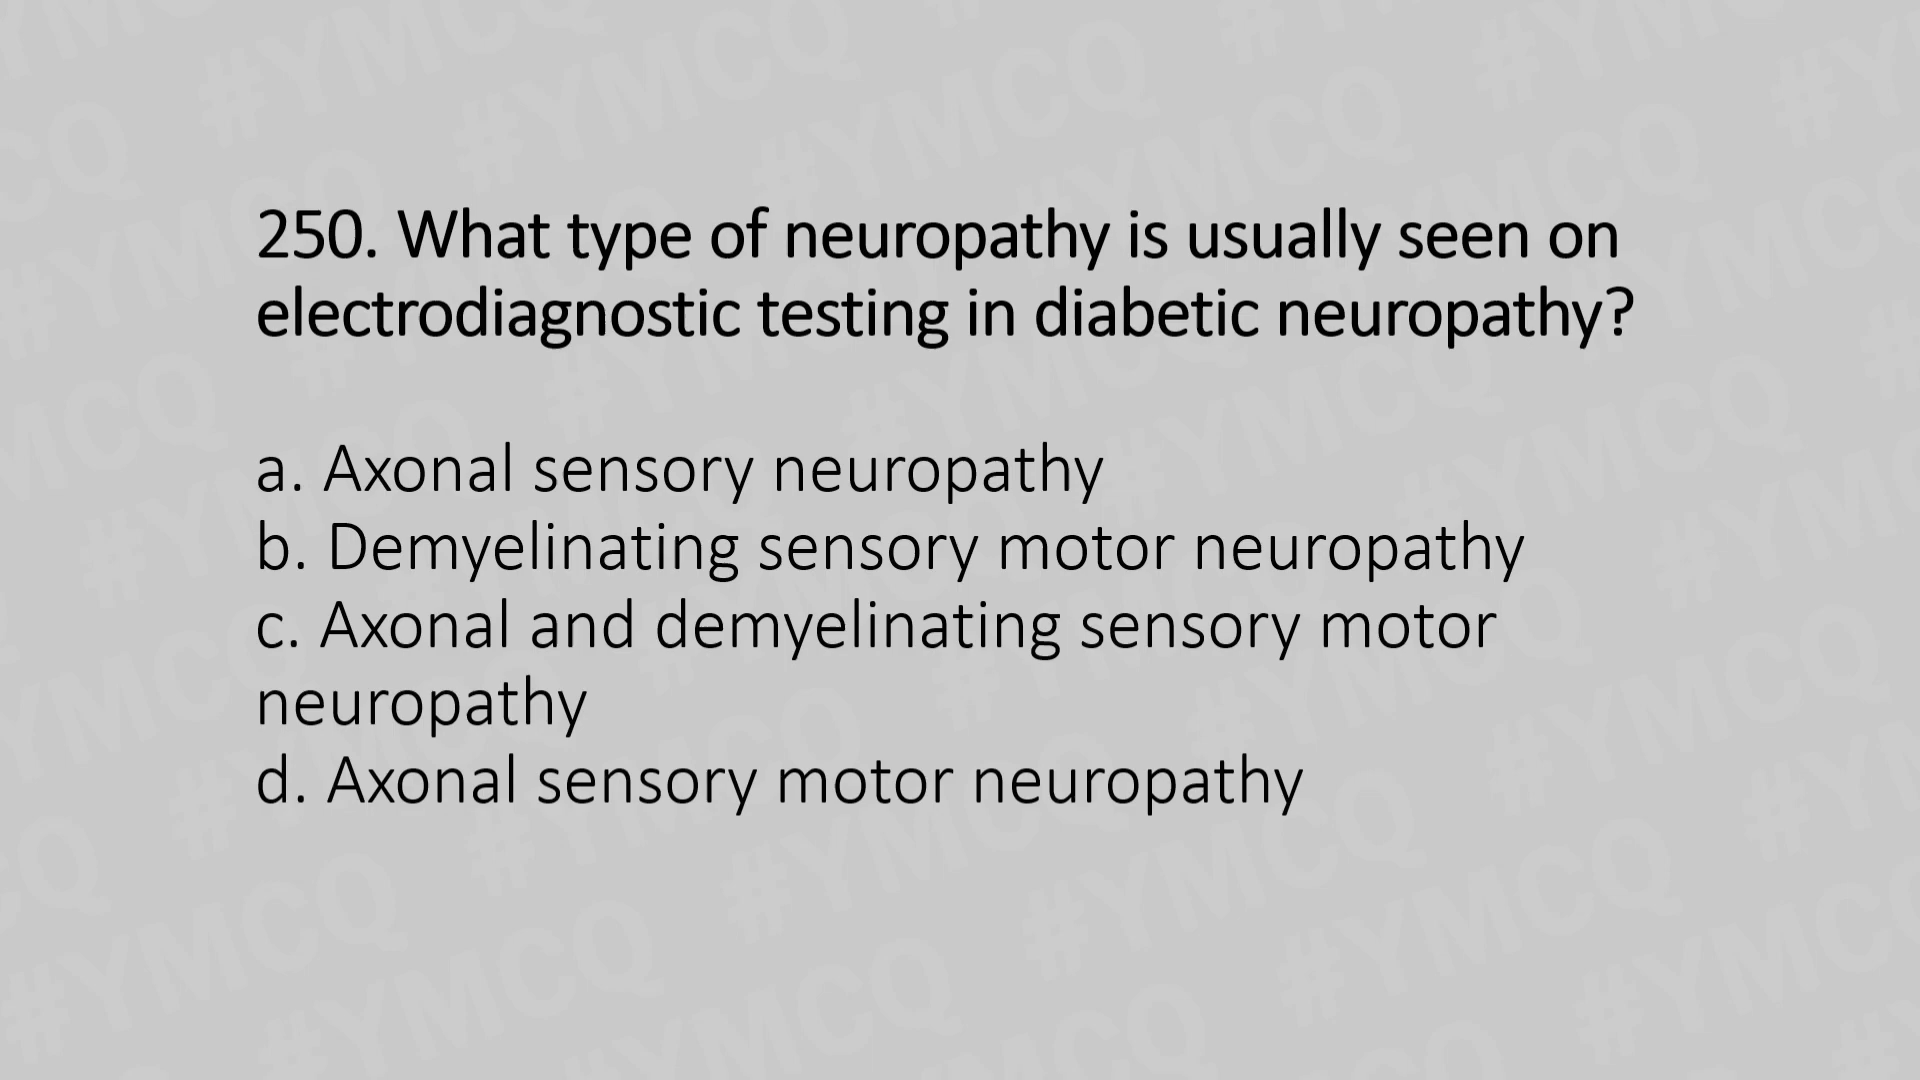 250. What type of neuropathy is usually seen on
electrodiagnostic testing in diabetic neuropathy?
a. Axonal sensory neuropathy
b. Demyelinating sensory motor neuropathy
c. Axonal and demyelinating sensory motor
neuropathy
d. Axonal sensory motor neuropathy